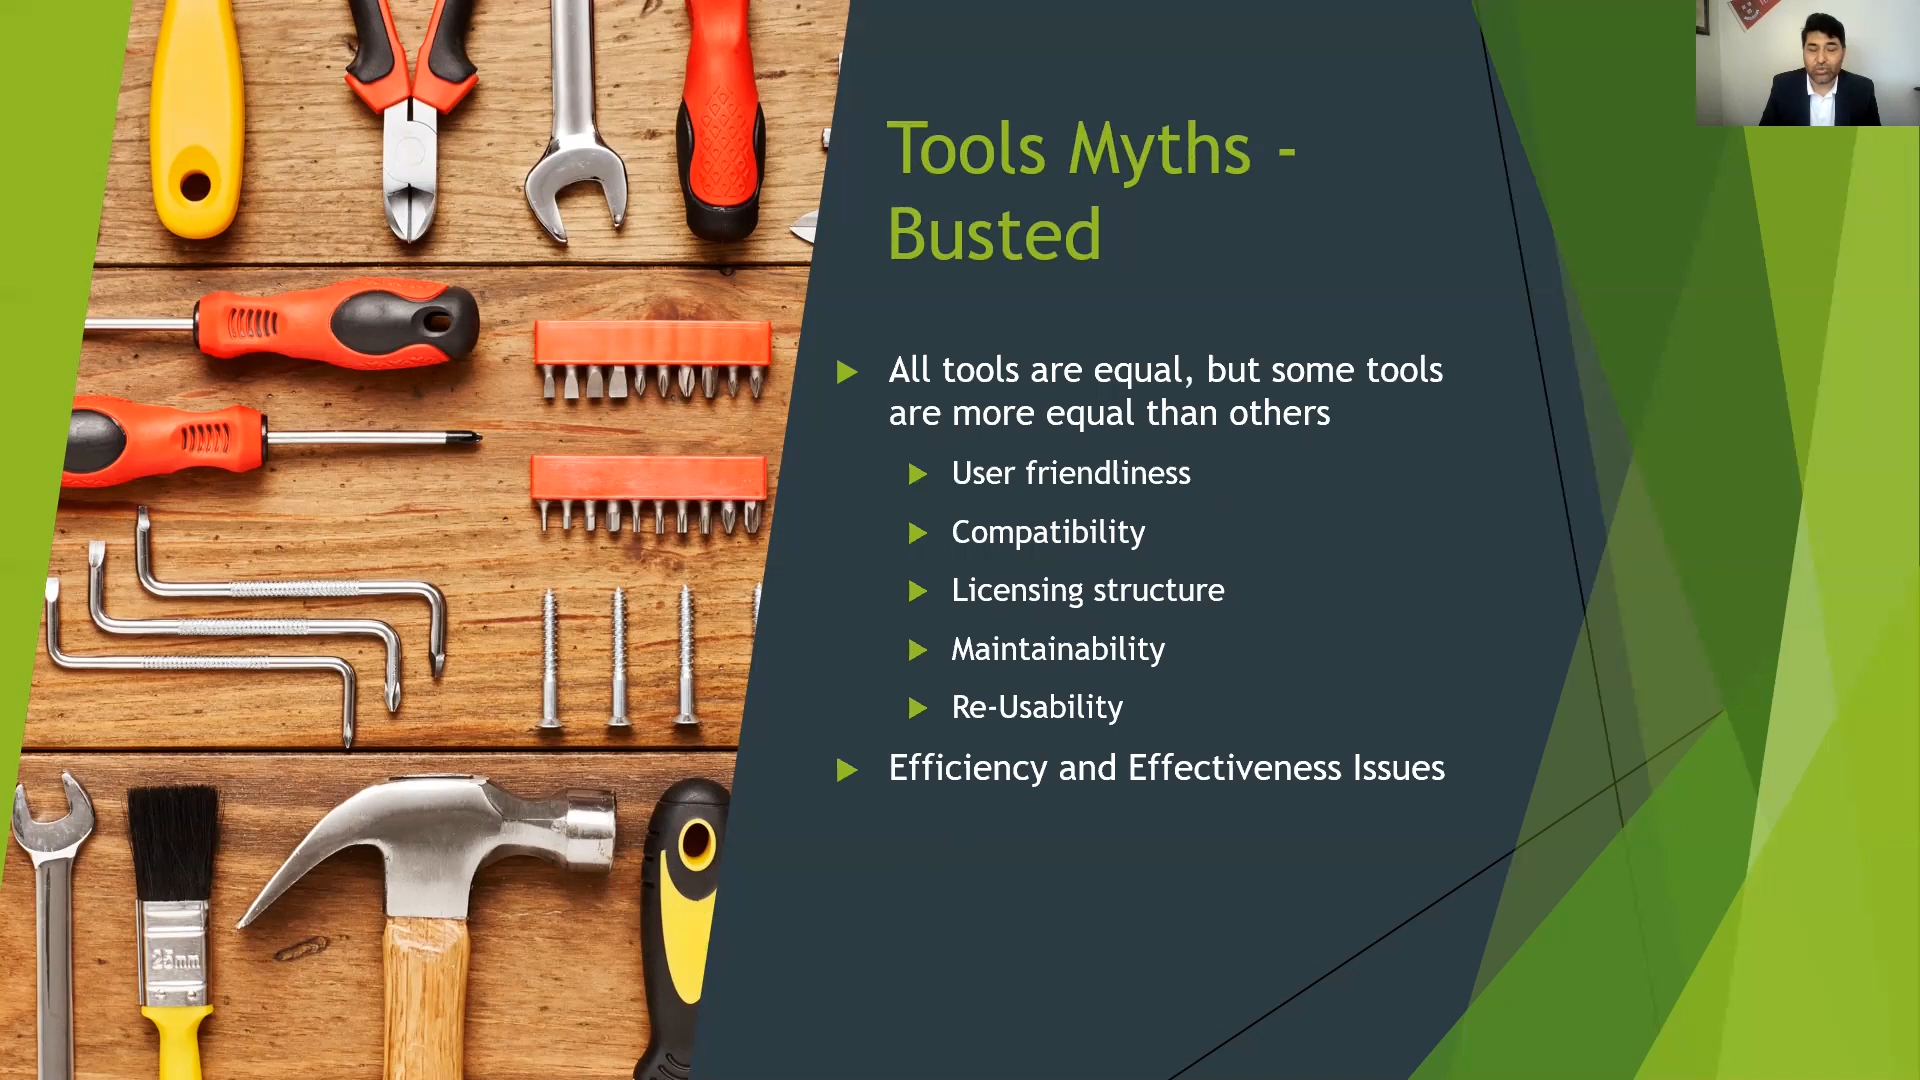 Tools Myths -
Busted
All tools are equal, but some tools
are more equal than others
User friendliness
Compatibility
Licensing structure
Maintainability
Re-Usability
Efficiency and Effectiveness Issues
25mm